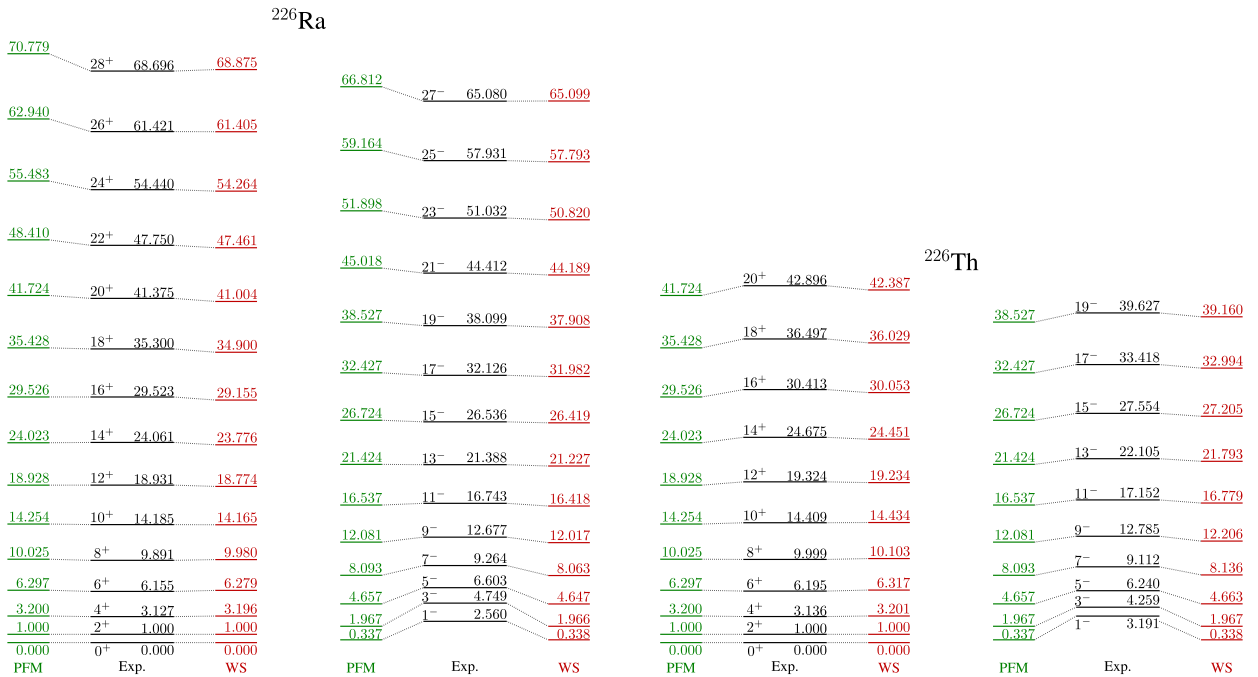 ²²⁶Ra
70.779 28⁺ 68.696 68.875
62.940 26⁺ 61.421 61.405
55.483 24⁺ 54.440 54.264
48.410 22⁺ 47.750 47.461
41.724 20⁺ 41.375 41.004
35.428 18⁺ 35.300 34.900
29.526 16⁺ 29.523 29.155
24.023 14⁺ 24.061 23.776
18.928 12⁺ 18.931 18.774
14.254 10⁺ 14.185 14.165
10.025 8⁺ 9.891 9.980
6.297 6⁺ 6.155 6.279
3.200 4⁺ 3.127 3.196
1.000 2⁺ 1.000 1.000
0.000 0⁺ 0.000 0.000
PFM Exp. WS
66.812 27⁻ 65.080 65.099
59.164 25⁻ 57.931 57.793
51.898 23⁻ 51.032 50.820
45.018 21⁻ 44.412 44.189
38.527 19⁻ 38.099 37.908
32.427 17⁻ 32.126 31.982
26.724 15⁻ 26.536 26.419
21.424 13⁻ 21.388 21.227
16.537 11⁻ 16.743 16.418
12.081 9⁻ 12.677 12.017
8.093 7⁻ 9.264 8.063
4.657 5⁻ 6.603 4.647
1.967 3⁻ 4.749 1.966
0.337 1⁻ 2.560 0.338
PFM Exp. WS
²²⁶Th
41.724 20⁺ 42.896 42.387
35.428 18⁺ 36.497 36.029
29.526 16⁺ 30.413 30.053
24.023 14⁺ 24.675 24.451
18.928 12⁺ 19.324 19.234
14.254 10⁺ 14.409 14.434
10.025 8⁺ 9.999 10.103
6.297 6⁺ 6.195 6.317
3.200 4⁺ 3.136 3.201
1.000 2⁺ 1.000 1.000
0.000 0⁺ 0.000 0.000
PFM Exp. WS
38.527 19⁻ 39.627 39.160
32.427 17⁻ 33.418 32.994
26.724 15⁻ 27.554 27.205
21.424 13⁻ 22.105 21.793
16.537 11⁻ 17.152 16.779
12.081 9⁻ 12.785 12.206
8.093 7⁻ 9.112 8.136
4.657 5⁻ 6.240 4.663
1.967 3⁻ 4.259 1.967
0.337 1⁻ 3.191 0.338
PFM Exp. WS